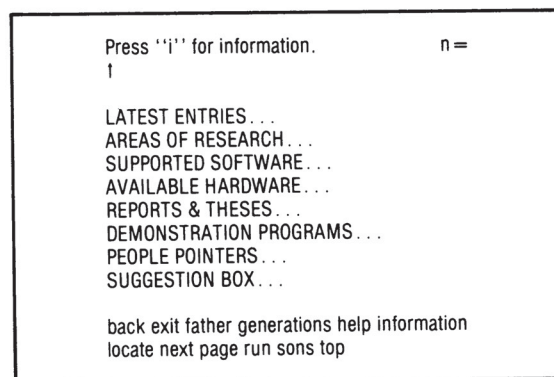 Press ‘‘i’’ for information. n=
↑
LATEST ENTRIES...
AREAS OF RESEARCH...
SUPPORTED SOFTWARE...
AVAILABLE HARDWARE...
REPORTS & THESES...
DEMONSTRATION PROGRAMS...
PEOPLE POINTERS...
SUGGESTION BOX...
back exit father generations help information
locate next page run sons top